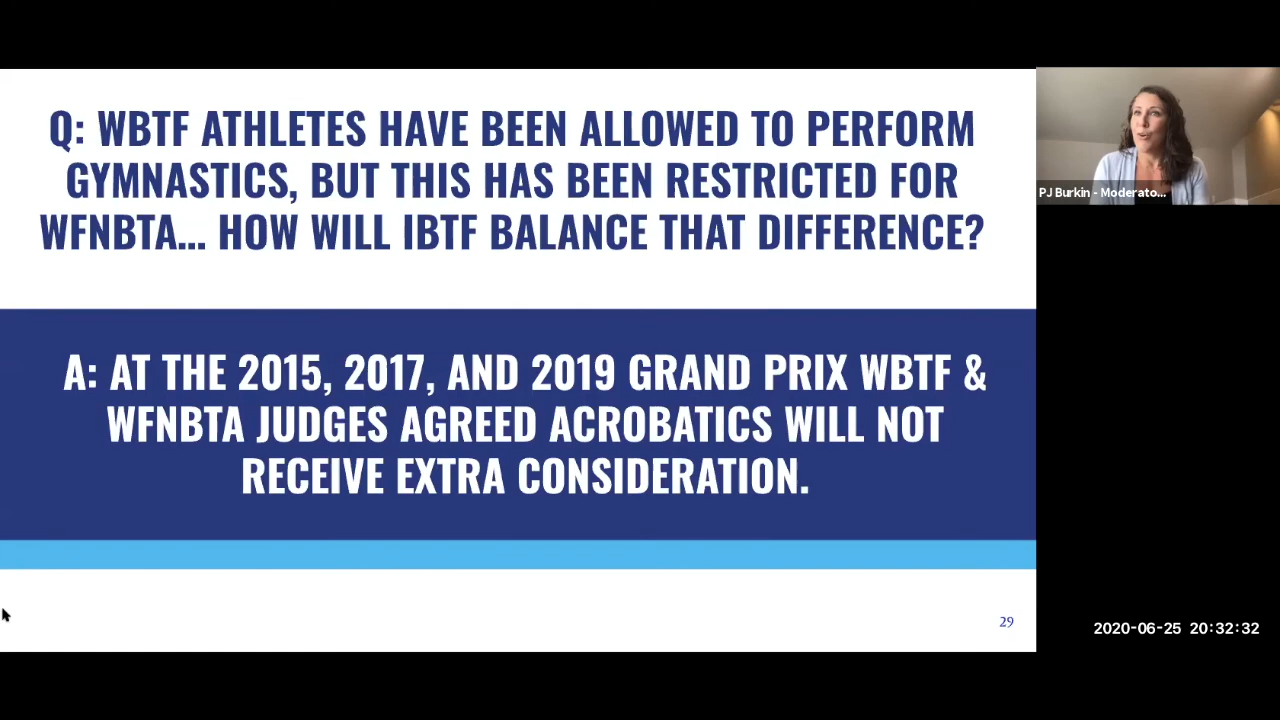 Q: WBTF ATHLETES HAVE BEEN ALLOWED TO PERFORM
GYMNASTICS, BUT THIS HAS BEEN RESTRICTED FOR
WFNBTA... HOW WILL IBTF BALANCE THAT DIFFERENCE?
PJ Burkin - Moderato...
A: AT THE 2015, 2017, AND 2019 GRAND PRIX WBTF &
WFNBTA JUDGES AGREED ACROBATICS WILL NOT
RECEIVE EXTRA CONSIDERATION.
29
2020-06-25 20:32:32